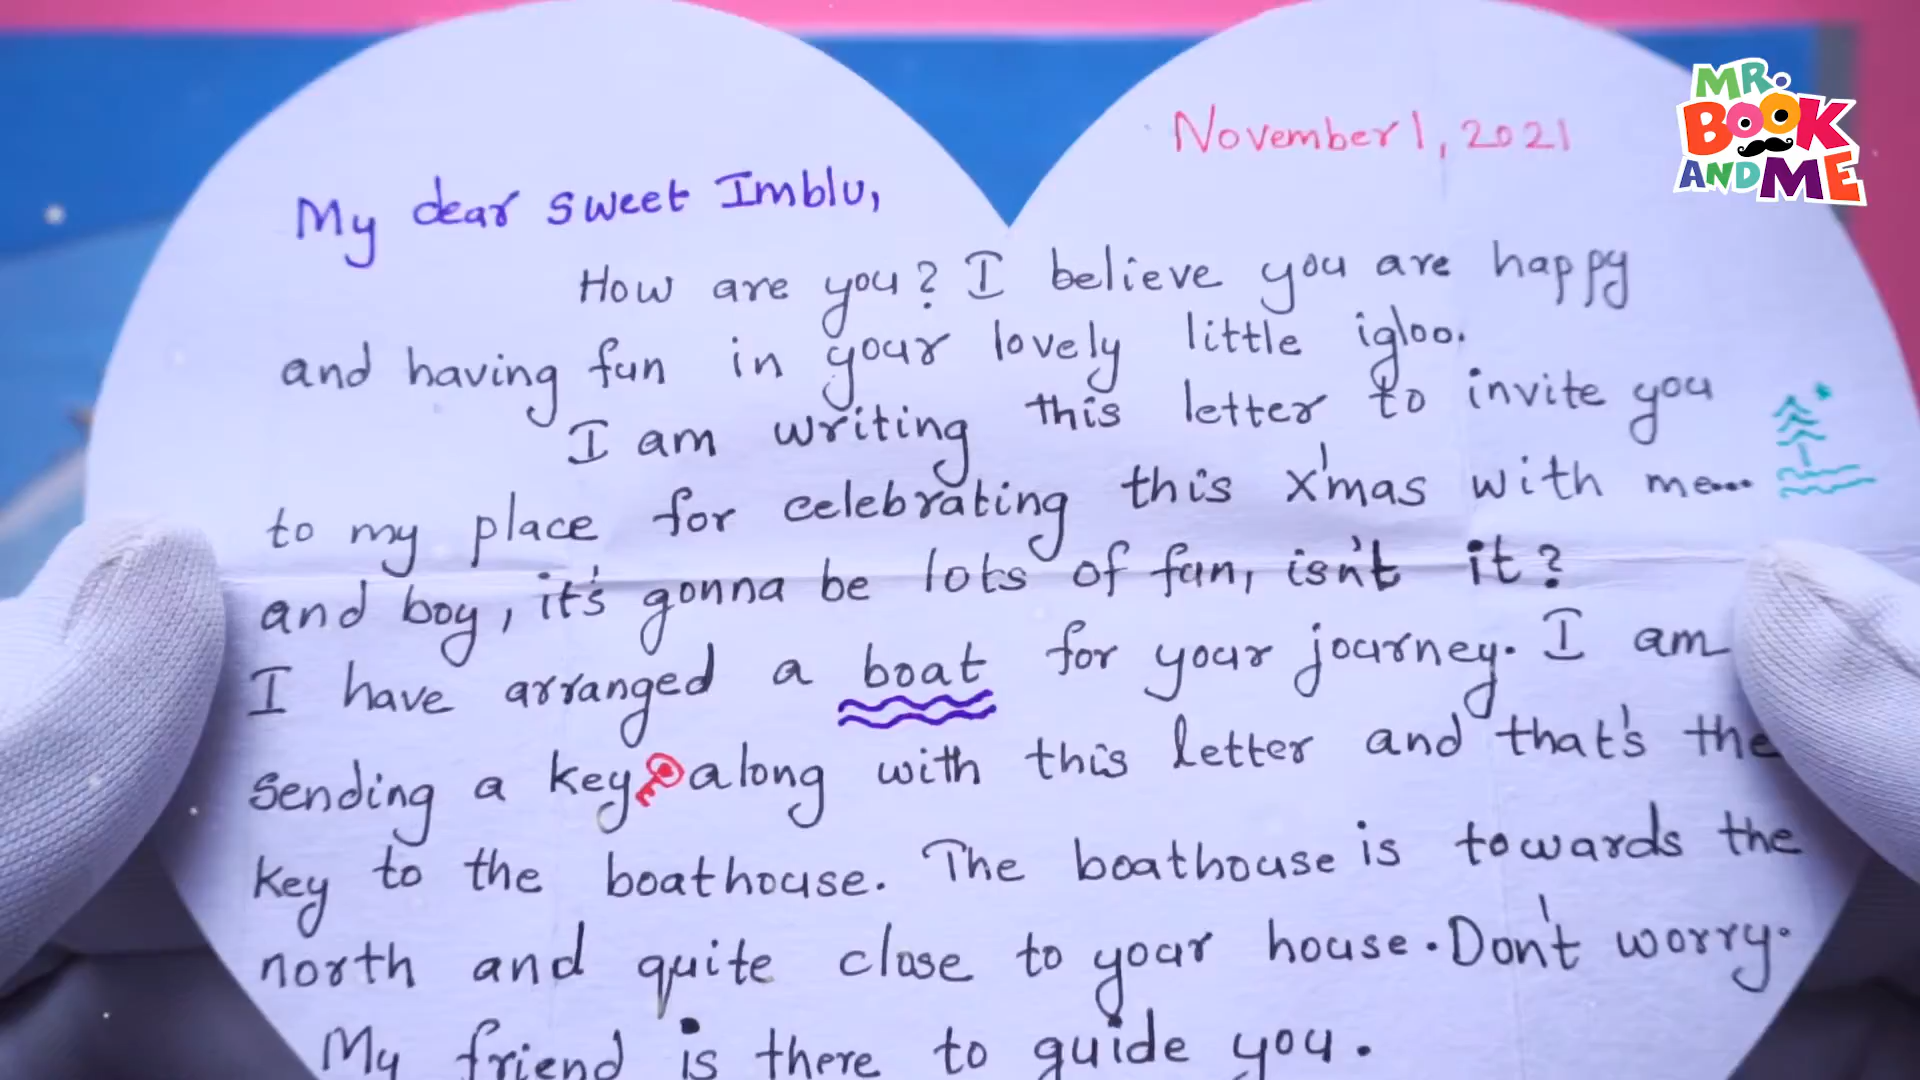 MR.
BOOK
AND ME
November 1, 2021
My dear sweet Imblu,
How are you? I believe you are happy
and having fun in your lovely little igloo.
I am writing this letter to invite you
to my place for celebrating this x'mas with me....
and boy, it's gonna be lots of fun, isn't it?
I have arranged a boat for your journey. I am
sending a key along with this letter and that's the
key to the boathouse. The boathouse is towards the
north and quite close to your house. Don't worry.
My friend is there to guide you.